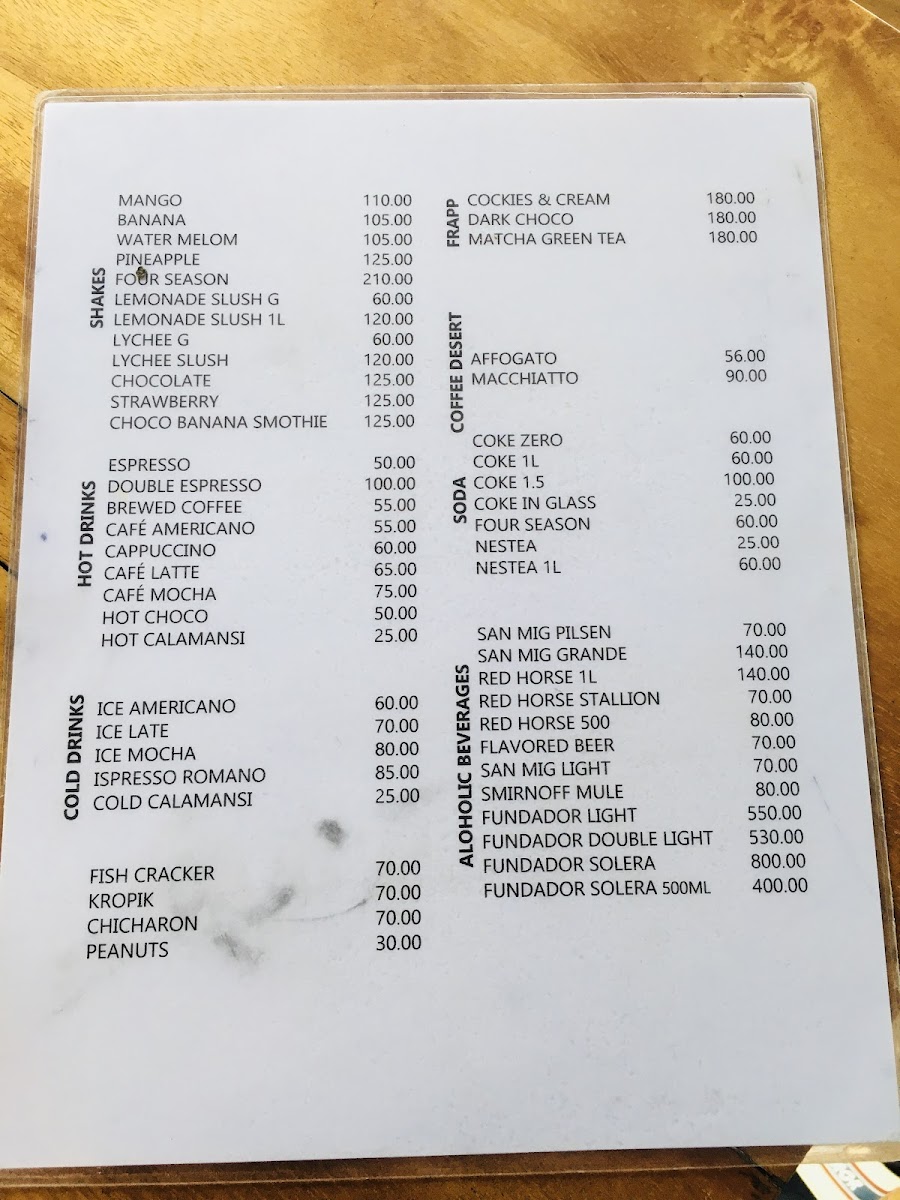 SHAKES
MANGO 110.00
BANANA 105.00
WATER MELOM 105.00
PINEAPPLE 125.00
FOUR SEASON 210.00
LEMONADE SLUSH G 60.00
LEMONADE SLUSH 1L 120.00
LYCHEE G 60.00
LYCHEE SLUSH 120.00
CHOCOLATE 125.00
STRAWBERRY 125.00
CHOCO BANANA SMOTHIE 125.00
HOT DRINKS
ESPRESSO 50.00
DOUBLE ESPRESSO 100.00
BREWED COFFEE 55.00
CAFÉ AMERICANO 55.00
CAPPUCCINO 60.00
CAFÉ LATTE 65.00
CAFÉ MOCHA 75.00
HOT CHOCO 50.00
HOT CALAMANSI 25.00
COLD DRINKS
ICE AMERICANO 60.00
ICE LATE 70.00
ICE MOCHA 80.00
ISPRESSO ROMANO 85.00
COLD CALAMANSI 25.00
FISH CRACKER 70.00
KROPIK 70.00
CHICHARON 70.00
PEANUTS 30.00
FRAPP
COCKIES & CREAM 180.00
DARK CHOCO 180.00
MATCHA GREEN TEA 180.00
COFFEE DESERT
AFFOGATO 56.00
MACCHIATTO 90.00
SODA
COKE ZERO 60.00
COKE 1L 60.00
COKE 1.5 100.00
COKE IN GLASS 25.00
FOUR SEASON 60.00
NESTEA 25.00
NESTEA 1L 60.00
ALOHOLIC BEVERAGES
SAN MIG PILSEN 70.00
SAN MIG GRANDE 140.00
RED HORSE 1L 140.00
RED HORSE STALLION 70.00
RED HORSE 500 80.00
FLAVORED BEER 70.00
SAN MIG LIGHT 70.00
SMIRNOFF MULE 80.00
FUNDADOR LIGHT 550.00
FUNDADOR DOUBLE LIGHT 530.00
FUNDADOR SOLERA 800.00
FUNDADOR SOLERA 500ML 400.00